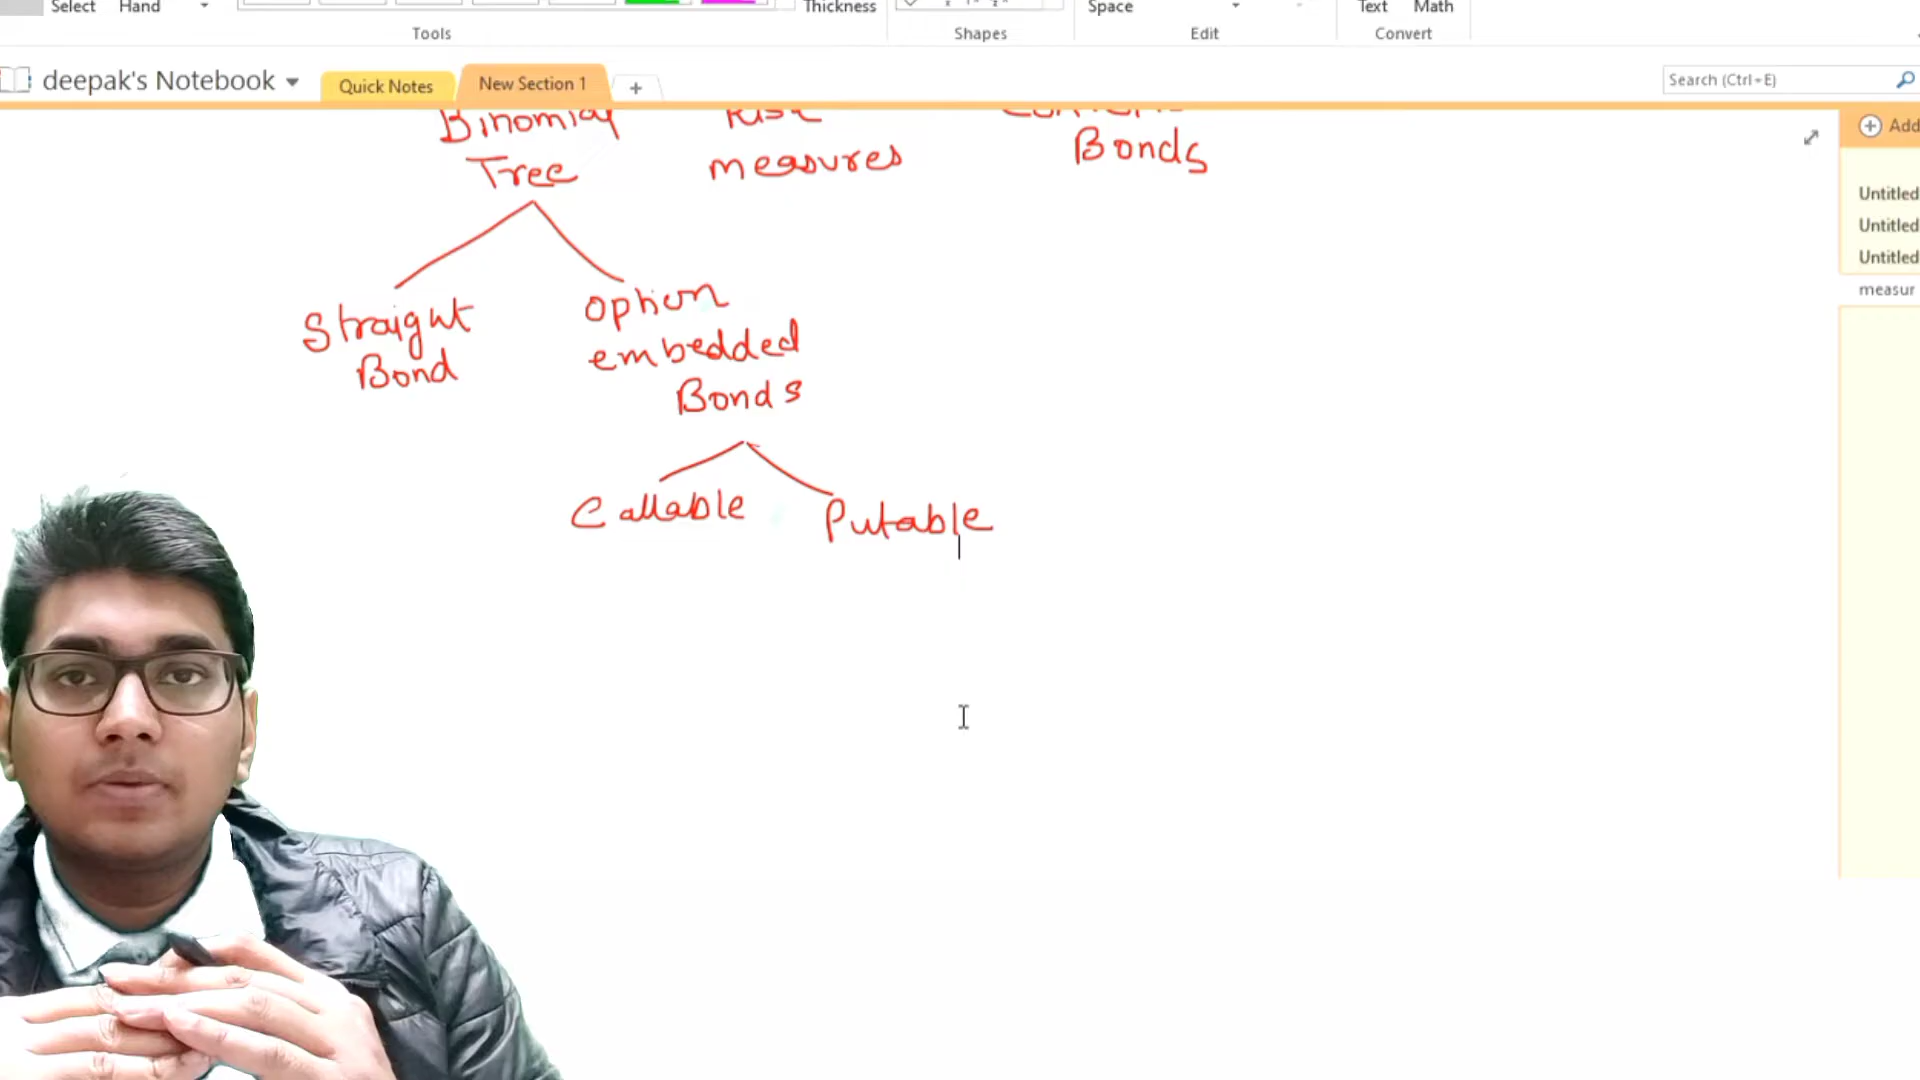 Select Hand Thickness Space Text Math
Tools Shapes Edit Convert
deepak's Notebook Quick Notes New Section 1 + Search (Ctrl+E)
Add
Binomial
Tree
measures
Bonds
Untitled
Untitled
Untitled
measur
Straight
Bond
option
embedded
Bonds
Callable
Putable